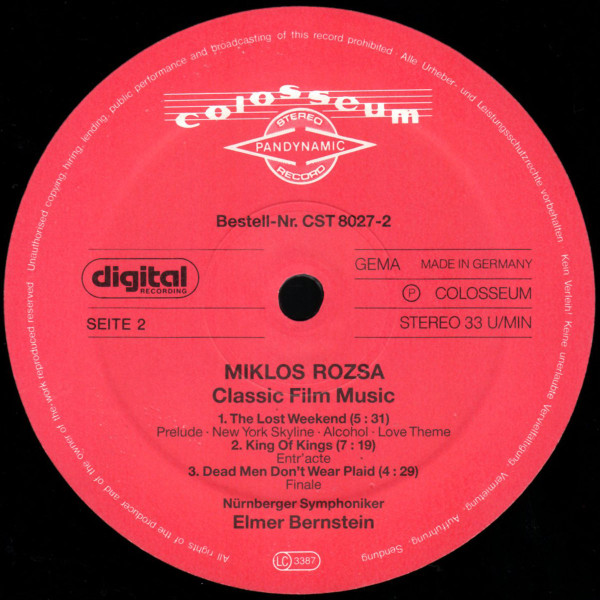 Unauthorised copying, hiring, lending, public performance and broadcasting of this record prohibited · Alle Urheber- und Leistungsschutzrechte vorbehalten · Kein Verleih! Keine unerlaubte Vervielfältigung, Vermietung, Aufführung, Sendung
All rights of the producer and of the owner of the work reproduced reserved
colosseum
STEREO
PANDYNAMIC
RECORD
Bestell-Nr. CST 8027-2
digital
RECORDING
GEMA MADE IN GERMANY
Ⓟ COLOSSEUM
SEITE 2
STEREO 33 U/MIN
MIKLOS ROZSA
Classic Film Music
1. The Lost Weekend (5 : 31)
Prelude · New York Skyline · Alcohol · Love Theme
2. King Of Kings (7 : 19)
Entr'acte
3. Dead Men Don't Wear Plaid (4 : 29)
Finale
Nürnberger Symphoniker
Elmer Bernstein
LC 3387